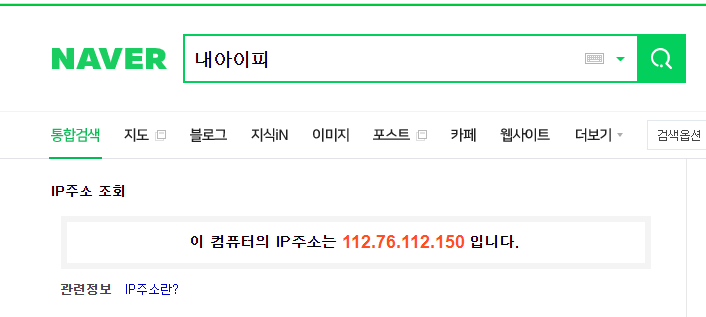 NAVER 내아이피
통합검색 지도 블로그 지식iN 이미지 포스트 카페 웹사이트 더보기 검색옵션
IP주소 조회
이 컴퓨터의 IP주소는 112.76.112.150 입니다.
관련정보 IP주소란?